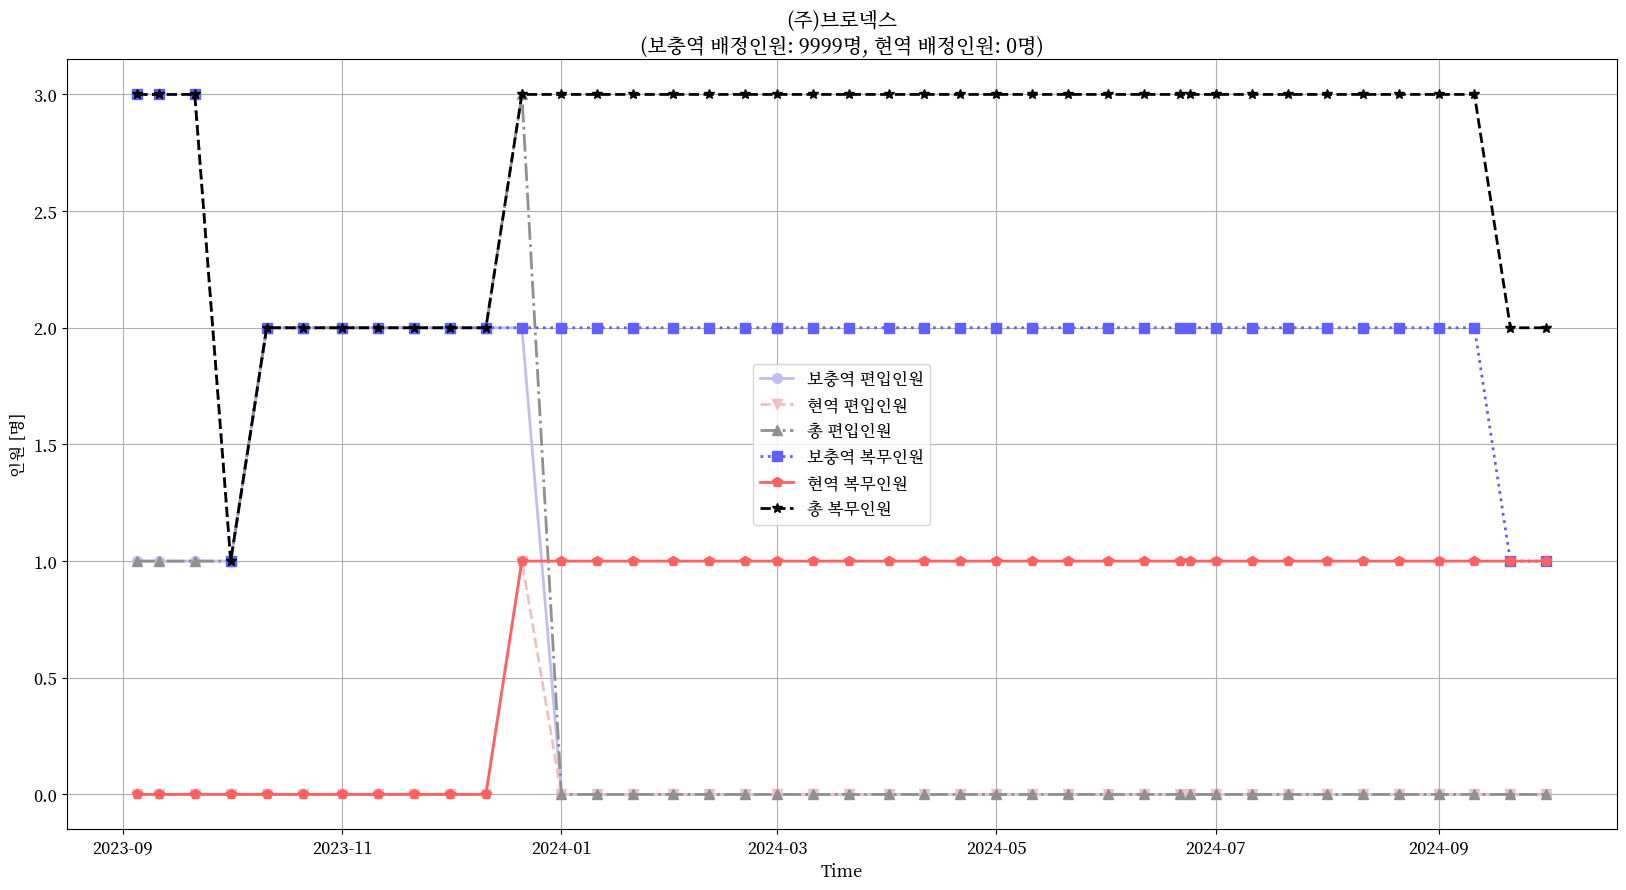 (주)브로넥스
(보충역 배정인원: 9999명, 현역 배정인원: 0명)
인원 [명]
3.0
2.5
2.0
1.5
1.0
0.5
0.0
보충역 편입인원
현역 편입인원
총 편입인원
보충역 복무인원
현역 복무인원
총 복무인원
2023-09
2023-11
2024-01
2024-03
2024-05
2024-07
2024-09
Time